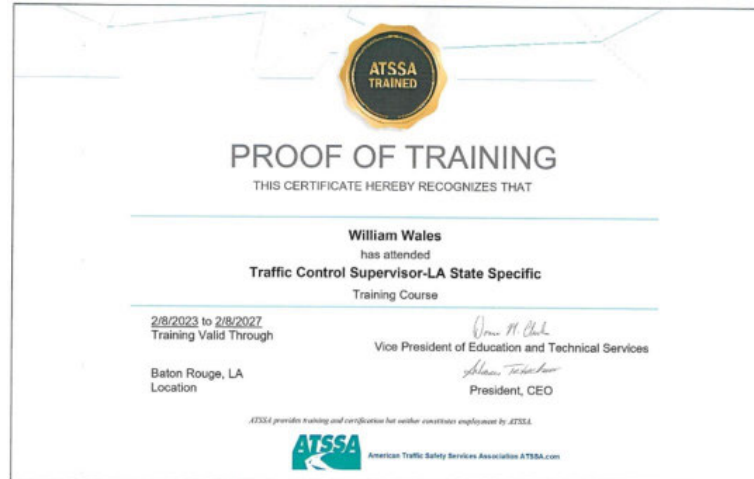 ATSSA
TRAINED
PROOF OF TRAINING
THIS CERTIFICATE HEREBY RECOGNIZES THAT
William Wales
has attended
Traffic Control Supervisor-LA State Specific
Training Course
2/8/2023 to 2/8/2027
Training Valid Through
Vice President of Education and Technical Services
Baton Rouge, LA
Location
President, CEO
ATSSA provides training and certification but neither constitutes employment by ATSSA.
ATSSA
American Traffic Safety Services Association ATSSA.com